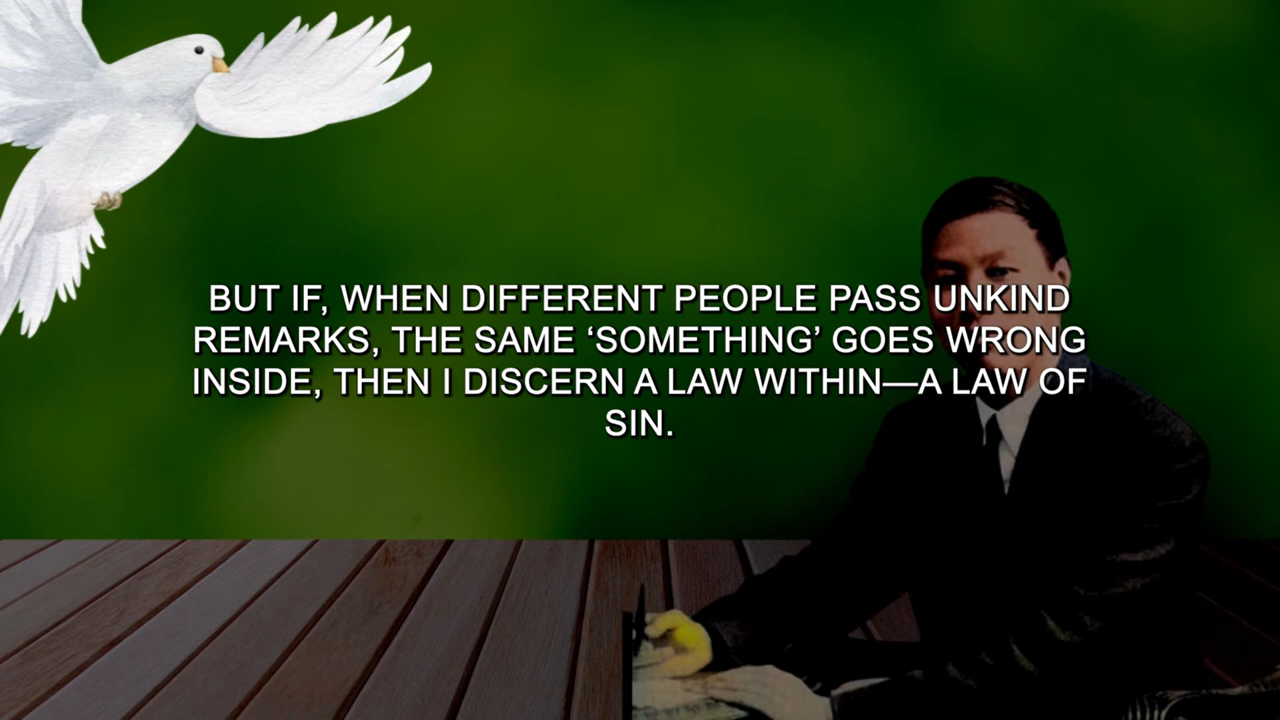 BUT IF, WHEN DIFFERENT PEOPLE PASS UNKIND
REMARKS, THE SAME ‘SOMETHING’ GOES WRONG
INSIDE, THEN I DISCERN A LAW WITHIN—A LAW OF
SIN.